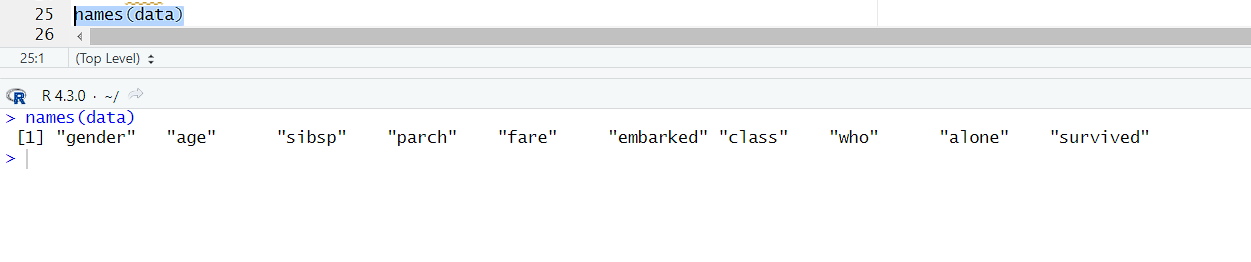 25 names(data)
26
25:1 (Top Level)
R R 4.3.0 · ~/
> names(data)
[1] "gender" "age" "sibsp" "parch" "fare" "embarked" "class" "who" "alone" "survived"
>